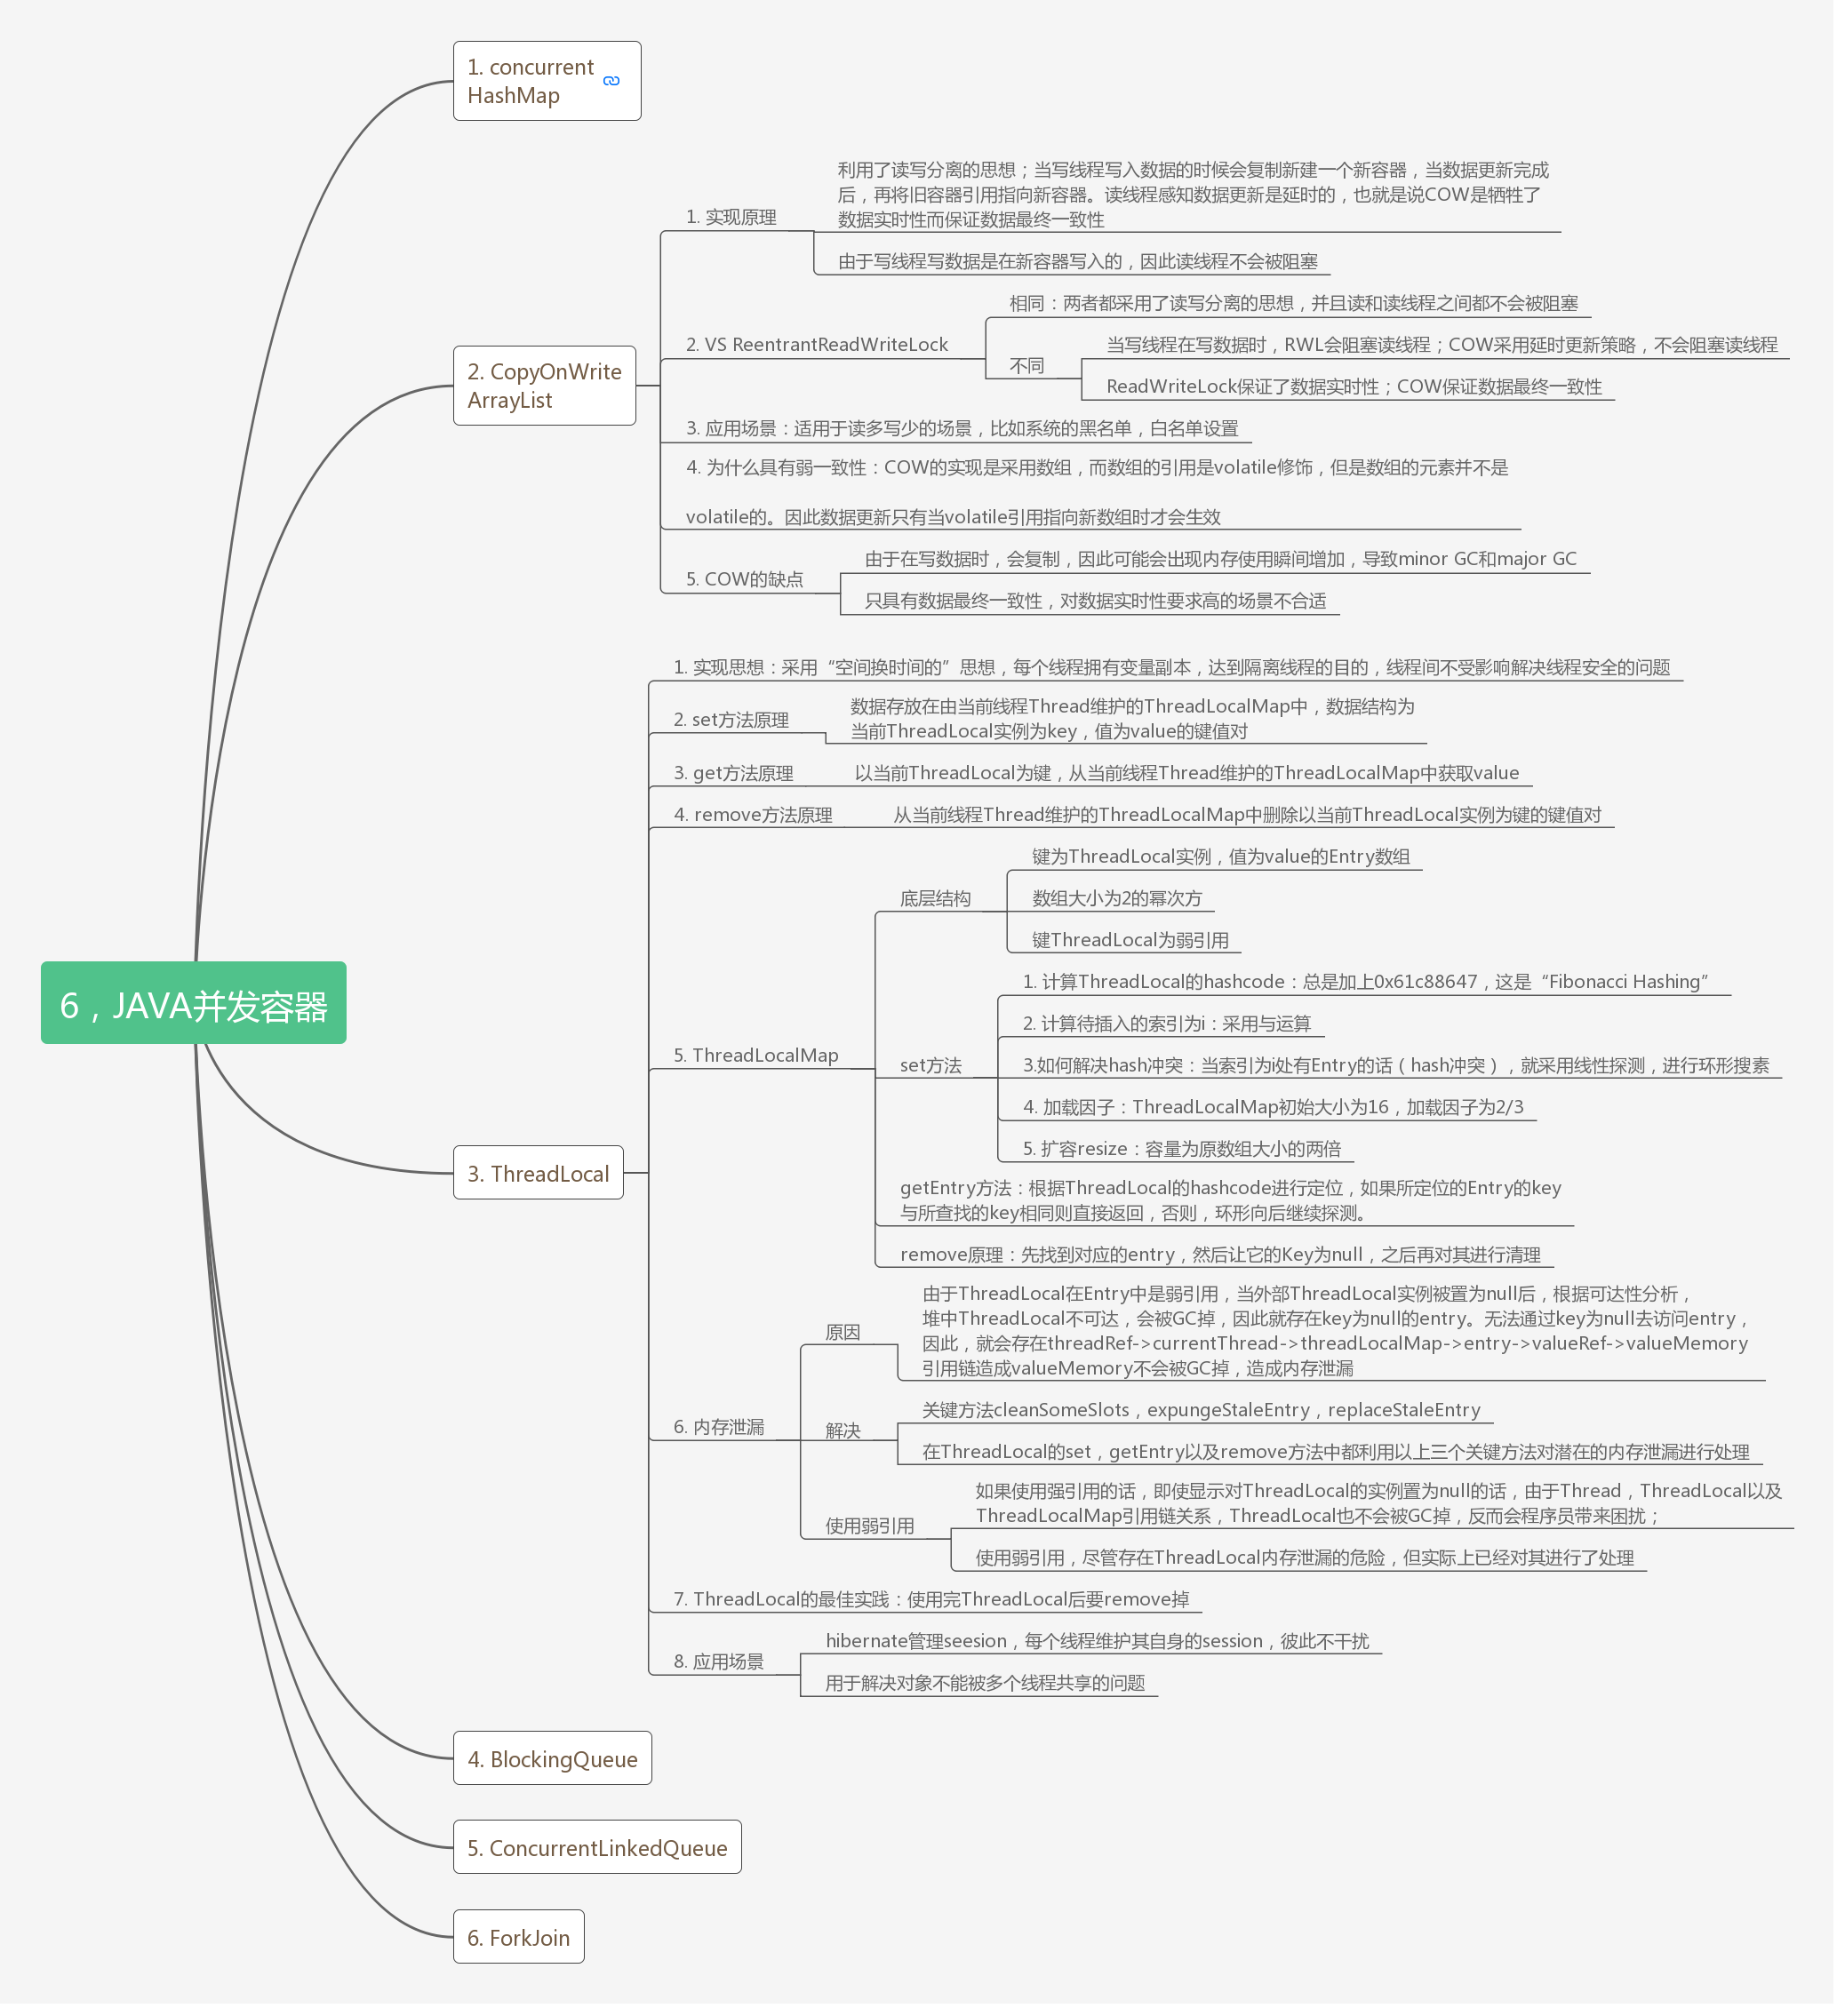 1. concurrent
HashMap
利用了读写分离的思想；当写线程写入数据的时候会复制新建一个新容器，当数据更新完成
后，再将旧容器引用指向新容器。读线程感知数据更新是延时的，也就是说COW是牺牲了
数据实时性而保证数据最终一致性
1. 实现原理
由于写线程写数据是在新容器写入的，因此读线程不会被阻塞
相同：两者都采用了读写分离的思想，并且读和读线程之间都不会被阻塞
2. VS ReentrantReadWriteLock
当写线程在写数据时，RWL会阻塞读线程；COW采用延时更新策略，不会阻塞读线程
不同
ReadWriteLock保证了数据实时性；COW保证数据最终一致性
2. CopyOnWrite
ArrayList
3. 应用场景：适用于读多写少的场景，比如系统的黑名单，白名单设置
4. 为什么具有弱一致性：COW的实现是采用数组，而数组的引用是volatile修饰，但是数组的元素并不是
volatile的。因此数据更新只有当volatile引用指向新数组时才会生效
由于在写数据时，会复制，因此可能会出现内存使用瞬间增加，导致minor GC和major GC
5. COW的缺点
只具有数据最终一致性，对数据实时性要求高的场景不合适
1. 实现思想：采用“空间换时间的”思想，每个线程拥有变量副本，达到隔离线程的目的，线程间不受影响解决线程安全的问题
2. set方法原理
数据存放在由当前线程Thread维护的ThreadLocalMap中，数据结构为
当前ThreadLocal实例为key，值为value的键值对
3. get方法原理
以当前ThreadLocal为键，从当前线程Thread维护的ThreadLocalMap中获取value
4. remove方法原理
从当前线程Thread维护的ThreadLocalMap中删除以当前ThreadLocal实例为键的键值对
键为ThreadLocal实例，值为value的Entry数组
底层结构
数组大小为2的幂次方
键ThreadLocal为弱引用
6，JAVA并发容器
1. 计算ThreadLocal的hashcode：总是加上0x61c88647，这是“Fibonacci Hashing”
2. 计算待插入的索引为i：采用与运算
5. ThreadLocalMap
set方法
3.如何解决hash冲突：当索引为i处有Entry的话（hash冲突），就采用线性探测，进行环形搜素
4. 加载因子：ThreadLocalMap初始大小为16，加载因子为2/3
5. 扩容resize：容量为原数组大小的两倍
3. ThreadLocal
getEntry方法：根据ThreadLocal的hashcode进行定位，如果所定位的Entry的key
与所查找的key相同则直接返回，否则，环形向后继续探测。
remove原理：先找到对应的entry，然后让它的Key为null，之后再对其进行清理
由于ThreadLocal在Entry中是弱引用，当外部ThreadLocal实例被置为null后，根据可达性分析，
堆中ThreadLocal不可达，会被GC掉，因此就存在key为null的entry。无法通过key为null去访问entry，
因此，就会存在threadRef->currentThread->threadLocalMap->entry->valueRef->valueMemory
引用链造成valueMemory不会被GC掉，造成内存泄漏
原因
6. 内存泄漏
关键方法cleanSomeSlots，expungeStaleEntry，replaceStaleEntry
解决
在ThreadLocal的set，getEntry以及remove方法中都利用以上三个关键方法对潜在的内存泄漏进行处理
如果使用强引用的话，即使显示对ThreadLocal的实例置为null的话，由于Thread，ThreadLocal以及
ThreadLocalMap引用链关系，ThreadLocal也不会被GC掉，反而会程序员带来困扰；
使用弱引用
使用弱引用，尽管存在ThreadLocal内存泄漏的危险，但实际上已经对其进行了处理
7. ThreadLocal的最佳实践：使用完ThreadLocal后要remove掉
hibernate管理seesion，每个线程维护其自身的session，彼此不干扰
8. 应用场景
用于解决对象不能被多个线程共享的问题
4. BlockingQueue
5. ConcurrentLinkedQueue
6. ForkJoin